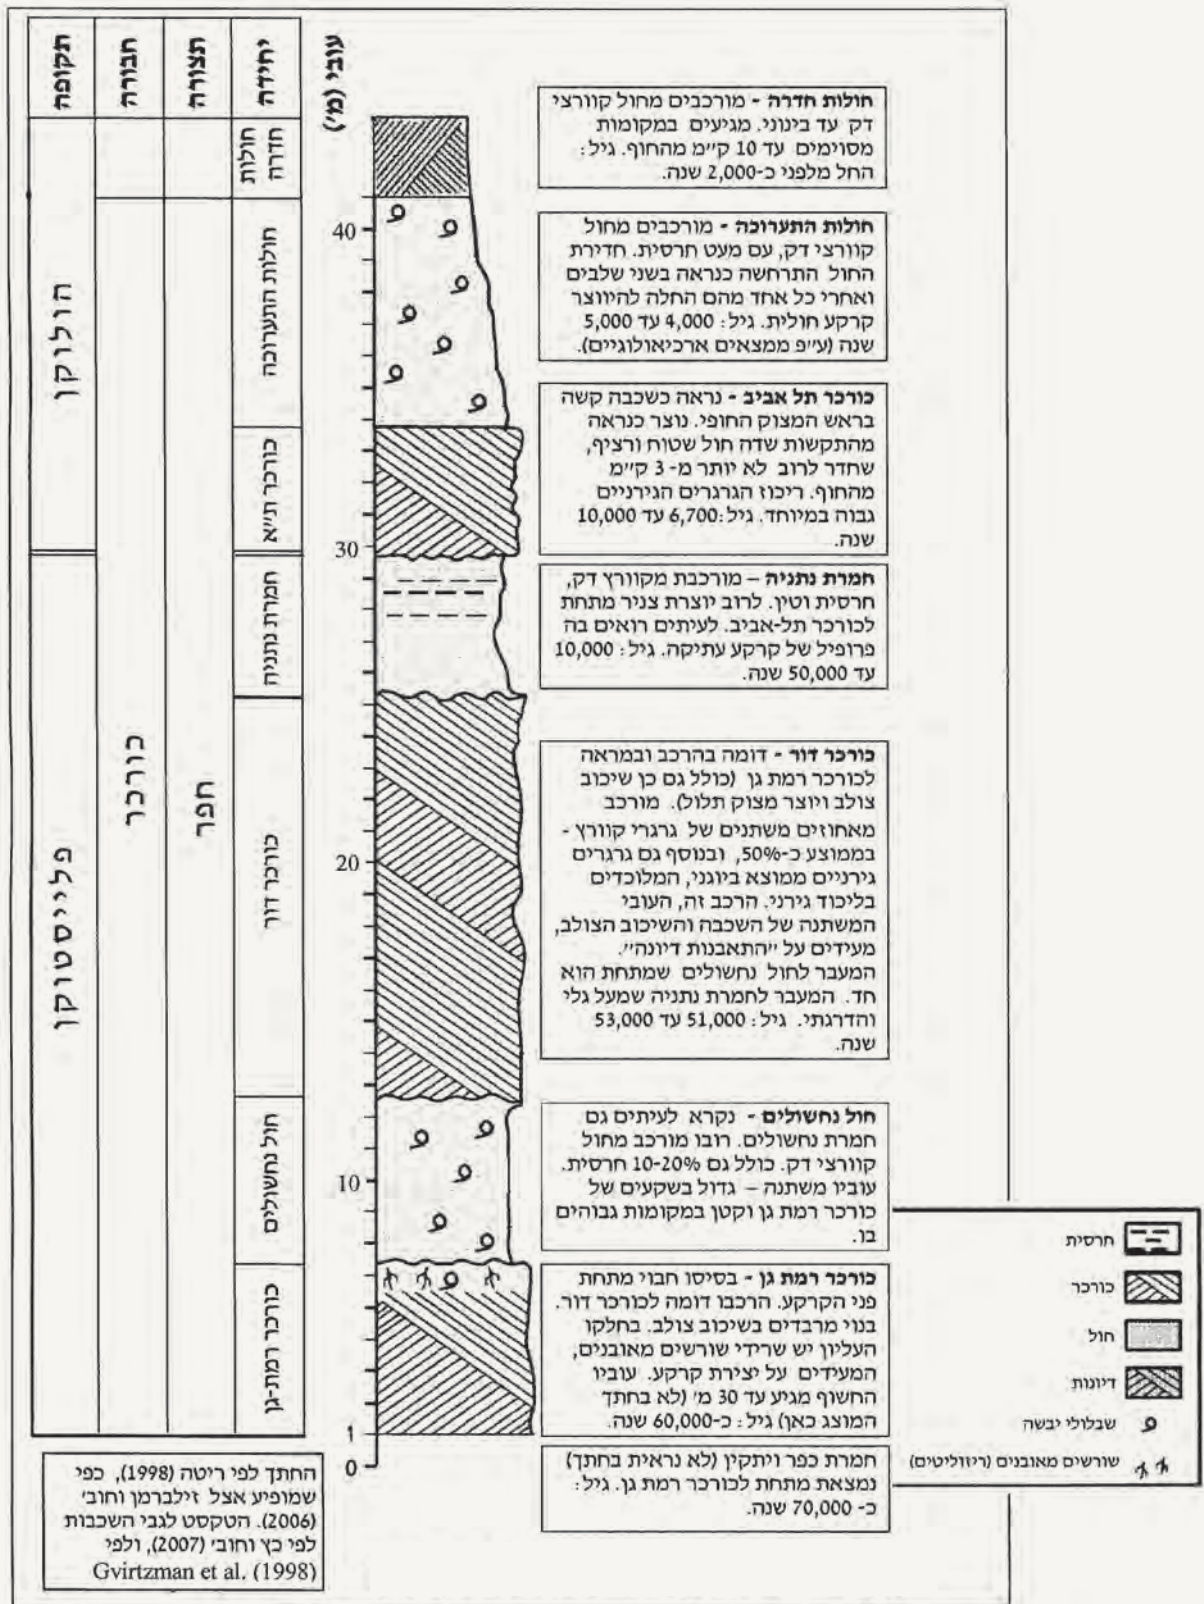 תקופה
חבורה
תצורה
יחידה
עובי (מ')
הולוקן
פלייסטוקן
כורכר
חפר
חולות
חדרה
חולות התערוכה
כורכר ת"א
חמרת נתניה
כורכר דור
חול נחשולים
כורכר רמת-גן
40
30
20
10
1
0
חולות חדרה - מורכבים מחול קוורצי
דק עד בינוני. מגיעים במקומות
מסוימים עד 10 ק"מ מהחוף. גיל:
החל מלפני כ-2,000 שנה.
חולות התערוכה - מורכבים מחול
קוורצי דק, עם מעט חרסית. חדירת
החול התרחשה כנראה בשני שלבים
ואחרי כל אחד מהם החלה להיווצר
קרקע חולית. גיל: 4,000 עד 5,000
שנה (ע"פ ממצאים ארכיאולוגיים).
כורכר תל אביב - נראה כשכבה קשה
בראש המצוק החופי. נוצר כנראה
מהתקשות שדה חול שטוח ורציף,
שחדר לרוב לא יותר מ- 3 ק"מ
מהחוף. ריכוז הגרגרים הגירניים
גבוה במיוחד. גיל: 6,700 עד 10,000
שנה.
חמרת נתניה – מורכבת מקוורץ דק,
חרסית וטין. לרוב יוצרת צניר מתחת
לכורכר תל-אביב. לעיתים רואים בה
פרופיל של קרקע עתיקה. גיל: 10,000
עד 50,000 שנה.
כורכר דור - דומה בהרכב ובמראה
לכורכר רמת גן (כולל גם כן שיכוב
צולב ויוצר מצוק תלול). מורכב
מאחוזים משתנים של גרגרי קוורץ -
בממוצע כ-50%, ובנוסף גם גרגרים
גירניים ממוצא ביוגני, המלוכדים
בליכוד גירני. הרכב זה, העובי
המשתנה של השכבה והשיכוב הצולב,
מעידים על "התאבנות דיונה".
המעבר לחול נחשולים שמתחת הוא
חד. המעבר לחמרת נתניה שמעל גלי
והדרגתי. גיל: 51,000 עד 53,000
שנה.
חול נחשולים - נקרא לעיתים גם
חמרת נחשולים. רובו מורכב מחול
קוורצי דק. כולל גם 10-20% חרסית.
עוביו משתנה – גדול בשקעים של
כורכר רמת גן וקטן במקומות גבוהים
בו.
כורכר רמת גן - בסיסו חבוי מתחת
פני הקרקע. הרכבו דומה לכורכר דור.
בנוי מרבדים בשיכוב צולב. בחלקו
העליון יש שרידי שורשים מאובנים,
המעידים על יצירת קרקע. עוביו
החשוף מגיע עד 30 מ' (לא בחתך
המוצג כאן) גיל: כ-60,000 שנה.
חמרת כפר ויתקין (לא נראית בחתך)
נמצאת מתחת לכורכר רמת גן. גיל:
כ- 70,000 שנה.
חרסית
כורכר
חול
דיונות
שבלולי יבשה
שורשים מאובנים (ריזוליטים)
החתך לפי ריטה (1998), כפי
שמופיע אצל זילברמן וחוב'
(2006). הטקסט לגבי השכבות
לפי כץ וחוב' (2007), ולפי
Gvirtzman et al. (1998)